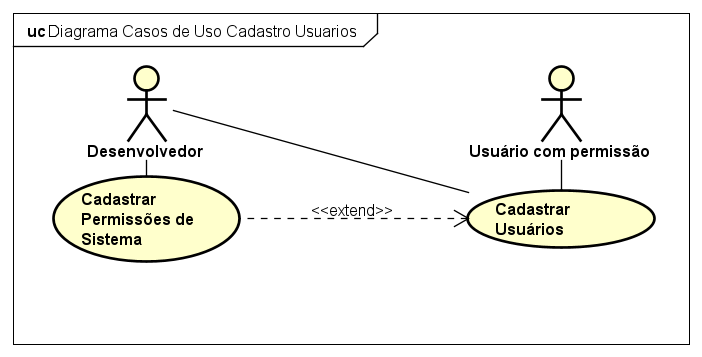 uc Diagrama Casos de Uso Cadastro Usuarios
Desenvolvedor
Usuário com permissão
Cadastrar
Permissões de
Sistema
<<extend>>
Cadastrar
Usuários